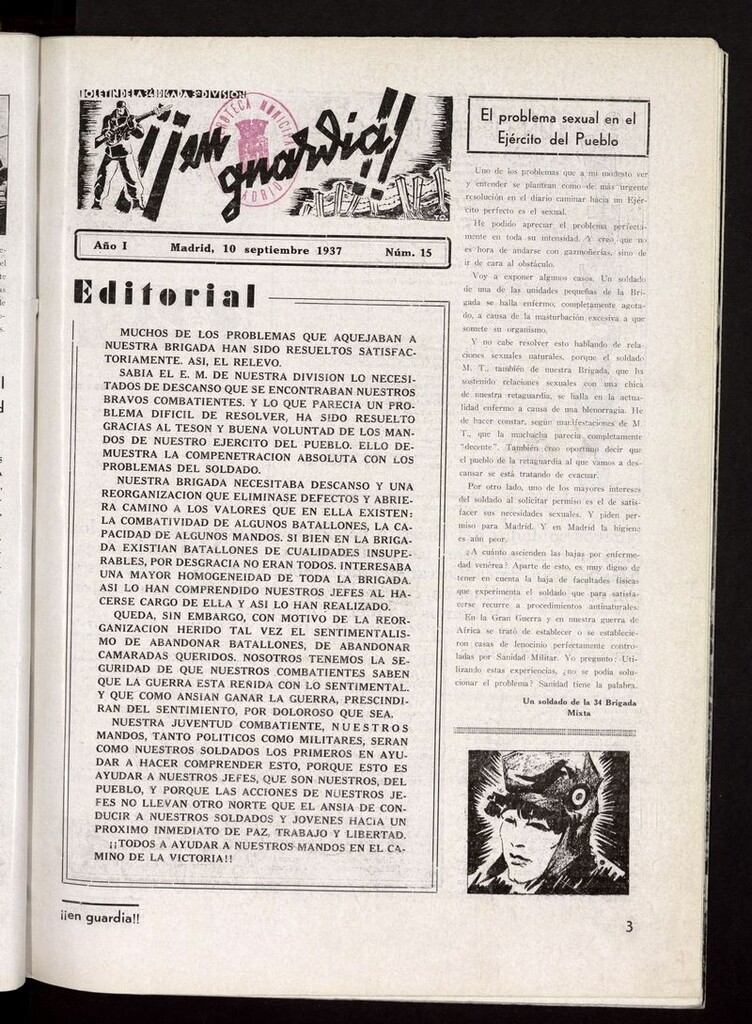 BOLETIN DE LA 34 BRIGADA 3ª DIVISION
¡¡en guardia!!
Año I Madrid, 10 septiembre 1937 Núm. 15
Editorial
MUCHOS DE LOS PROBLEMAS QUE AQUEJABAN A
NUESTRA BRIGADA HAN SIDO RESUELTOS SATISFAC-
TORIAMENTE. ASI, EL RELEVO.
SABIA EL E. M. DE NUESTRA DIVISION LO NECESI-
TADOS DE DESCANSO QUE SE ENCONTRABAN NUESTROS
BRAVOS COMBATIENTES. Y LO QUE PARECIA UN PRO-
BLEMA DIFICIL DE RESOLVER, HA SIDO RESUELTO
GRACIAS AL TESON Y BUENA VOLUNTAD DE LOS MAN-
DOS DE NUESTRO EJERCITO DEL PUEBLO. ELLO DE-
MUESTRA LA COMPENETRACION ABSOLUTA CON LOS
PROBLEMAS DEL SOLDADO.
NUESTRA BRIGADA NECESITABA DESCANSO Y UNA
REORGANIZACION QUE ELIMINASE DEFECTOS Y ABRIE-
RA CAMINO A LOS VALORES QUE EN ELLA EXISTEN:
LA COMBATIVIDAD DE ALGUNOS BATALLONES, LA CA-
PACIDAD DE ALGUNOS MANDOS. SI BIEN EN LA BRIGA-
DA EXISTIAN BATALLONES DE CUALIDADES INSUPE-
RABLES, POR DESGRACIA NO ERAN TODOS. INTERESABA
UNA MAYOR HOMOGENEIDAD DE TODA LA BRIGADA.
ASI LO HAN COMPRENDIDO NUESTROS JEFES AL HA-
CERSE CARGO DE ELLA Y ASI LO HAN REALIZADO.
QUEDA, SIN EMBARGO, CON MOTIVO DE LA REOR-
GANIZACION HERIDO TAL VEZ EL SENTIMENTALIS-
MO DE ABANDONAR BATALLONES, DE ABANDONAR
CAMARADAS QUERIDOS. NOSOTROS TENEMOS LA SE-
GURIDAD DE QUE NUESTROS COMBATIENTES SABEN
QUE LA GUERRA ESTA REÑIDA CON LO SENTIMENTAL.
Y QUE COMO ANSIAN GANAR LA GUERRA, PRESCINDI-
RAN DEL SENTIMIENTO, POR DOLOROSO QUE SEA.
NUESTRA JUVENTUD COMBATIENTE, NUESTROS
MANDOS, TANTO POLITICOS COMO MILITARES, SERAN
COMO NUESTROS SOLDADOS LOS PRIMEROS EN AYU-
DAR A HACER COMPRENDER ESTO, PORQUE ESTO ES
AYUDAR A NUESTROS JEFES, QUE SON NUESTROS, DEL
PUEBLO, Y PORQUE LAS ACCIONES DE NUESTROS JE-
FES NO LLEVAN OTRO NORTE QUE EL ANSIA DE CON-
DUCIR A NUESTROS SOLDADOS Y JOVENES HACIA UN
PROXIMO INMEDIATO DE PAZ, TRABAJO Y LIBERTAD.
¡¡TODOS A AYUDAR A NUESTROS MANDOS EN EL CA-
MINO DE LA VICTORIA!!
¡¡en guardia!!
El problema sexual en el
Ejército del Pueblo
Uno de los problemas que a mi modesto ver
y entender se plantean como de más urgente
resolución en el diario caminar hacia un Ejér-
cito perfecto es el sexual.
He podido apreciar el problema perfecta-
mente en toda su intensidad. Y creo que no
es hora de andarse con gazmoñerías, sino de
ir de cara al obstáculo.
Voy a exponer algunos casos. Un soldado
de una de las unidades pequeñas de la Bri-
gada se halla enfermo, completamente agota-
do, a causa de la masturbación excesiva a que
somete su organismo.
Y no cabe resolver esto hablando de rela-
ciones sexuales naturales, porque el soldado
M. T., también de nuestra Brigada, que ha
sostenido relaciones sexuales con una chica
de nuestra retaguardia, se halla en la actua-
lidad enfermo a causa de una blenorragia. He
de hacer constar, según manifestaciones de M.
T., que la muchacha parecía completamente
"decente". También creo oportuno decir que
el pueblo de la retaguardia al que vamos a des-
cansar se está tratando de evacuar.
Por otro lado, uno de los mayores intereses
del soldado al solicitar permiso es el de satis-
facer sus necesidades sexuales. Y piden per-
miso para Madrid. Y en Madrid la higiene
es aún peor.
¿A cuánto ascienden las bajas por enferme-
dad venérea? Aparte de esto, es muy digno de
tener en cuenta la baja de facultades físicas
que experimenta el soldado que para satisfa-
cerse recurre a procedimientos antinaturales.
En la Gran Guerra y en nuestra guerra de
Africa se trató de establecer o se establecie-
ron casas de lenocinio perfectamente contro-
ladas por Sanidad Militar. Yo pregunto: Uti-
lizando estas experiencias, ¿no se podía solu-
cionar el problema? Sanidad tiene la palabra.
Un soldado de la 34 Brigada
Mixta
3